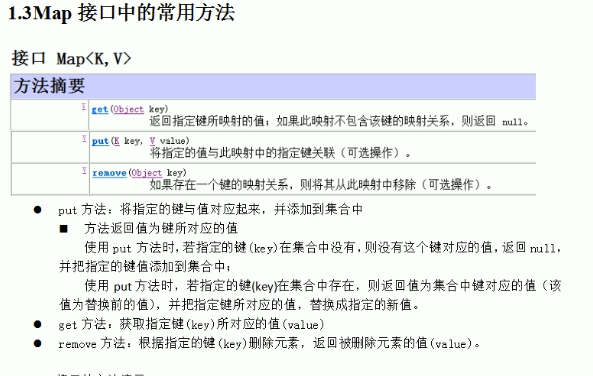 1.3Map 接口中的常用方法
接口 Map<K,V>
方法摘要
V get(Object key)
返回指定键所映射的值；如果此映射不包含该键的映射关系，则返回 null。
V put(K key, V value)
将指定的值与此映射中的指定键关联（可选操作）。
V remove(Object key)
如果存在一个键的映射关系，则将其从此映射中移除（可选操作）。
● put 方法：将指定的键与值对应起来，并添加到集合中
■ 方法返回值为键所对应的值
使用 put 方法时，若指定的键(key)在集合中没有，则没有这个键对应的值，返回 null，
并把指定的键值添加到集合中；
使用 put 方法时，若指定的键(key)在集合中存在，则返回值为集合中键对应的值（该
值为替换前的值），并把指定键所对应的值，替换成指定的新值。
● get 方法：获取指定键(key)所对应的值(value)
● remove 方法：根据指定的键(key)删除元素，返回被删除元素的值(value)。